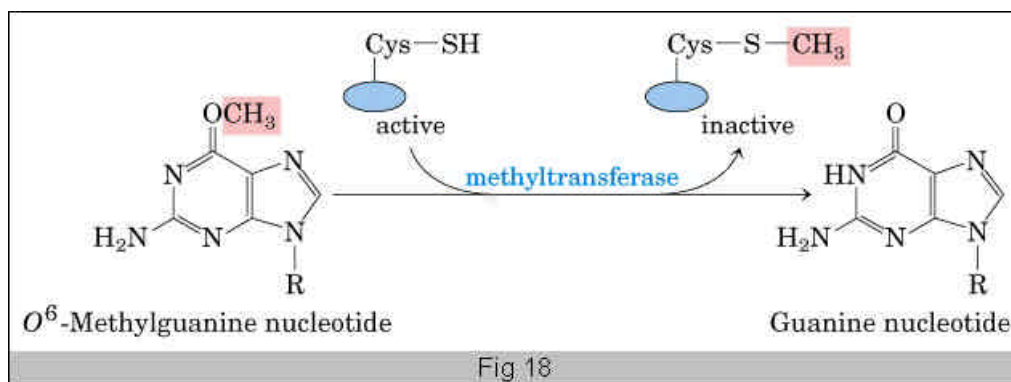 Cys—SH
active
Cys—S—CH₃
inactive
methyltransferase
OCH₃
N
N
H₂N
N
N
R
O⁶-Methylguanine nucleotide
O
HN
N
H₂N
N
N
R
Guanine nucleotide
Fig 18